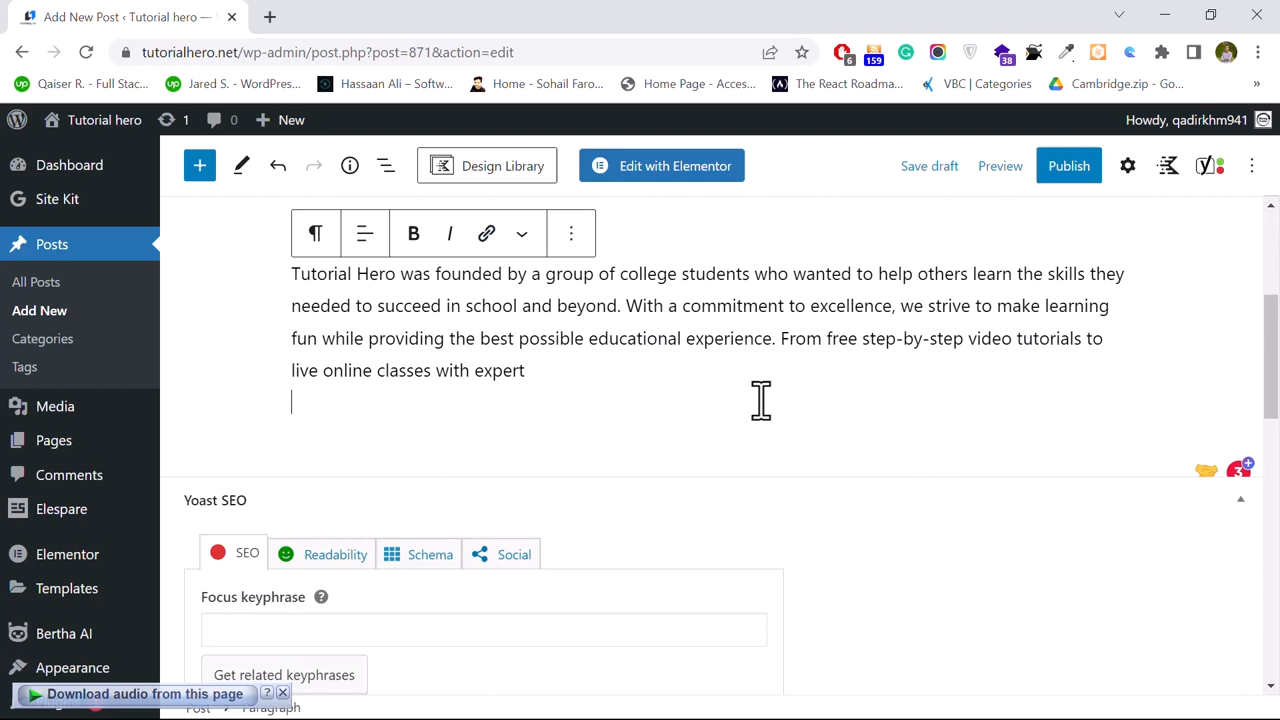 Add New Post ‹ Tutorial hero —
tutorialhero.net/wp-admin/post.php?post=871&action=edit
6
159
38
Qaiser R. - Full Stac...
Jared S. - WordPres...
Hassaan Ali – Softw...
Home - Sohail Faro...
Home Page - Acces...
The React Roadma...
VBC | Categories
Cambridge.zip - Go...
»
Tutorial hero
1
0
New
Howdy, qadirkhm941
Dashboard
Site Kit
Posts
All Posts
Add New
Categories
Tags
Media
Pages
Comments
Elespare
Elementor
Templates
Bertha AI
Appearance
Design Library
Edit with Elementor
Save draft
Preview
Publish
B I
Tutorial Hero was founded by a group of college students who wanted to help others learn the skills they
needed to succeed in school and beyond. With a commitment to excellence, we strive to make learning
fun while providing the best possible educational experience. From free step-by-step video tutorials to
live online classes with expert
3
Yoast SEO
SEO
Readability
Schema
Social
Focus keyphrase
Get related keyphrases
Download audio from this page
?
Post
Paragraph